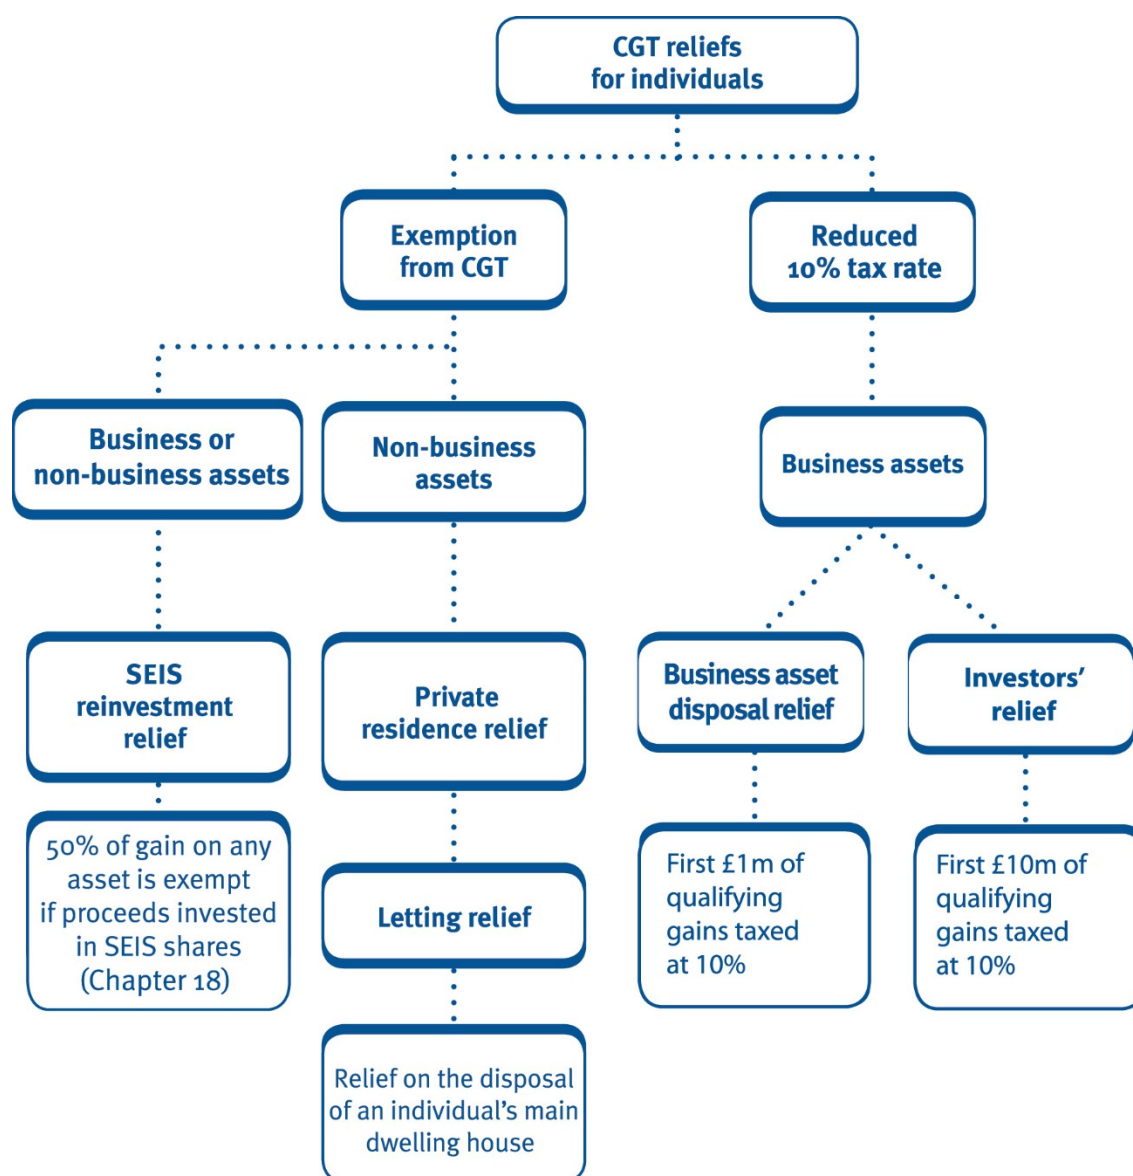 CGT reliefs
for individuals
Exemption
from CGT
Reduced
10% tax rate
Business or
non-business assets
Non-business
assets
Business assets
SEIS
reinvestment
relief
Private
residence relief
Business asset
disposal relief
Investors’
relief
50% of gain on any
asset is exempt
if proceeds invested
in SEIS shares
(Chapter 18)
Letting relief
First £1m of
qualifying
gains taxed
at 10%
First £10m of
qualifying
gains taxed
at 10%
Relief on the disposal
of an individual’s main
dwelling house